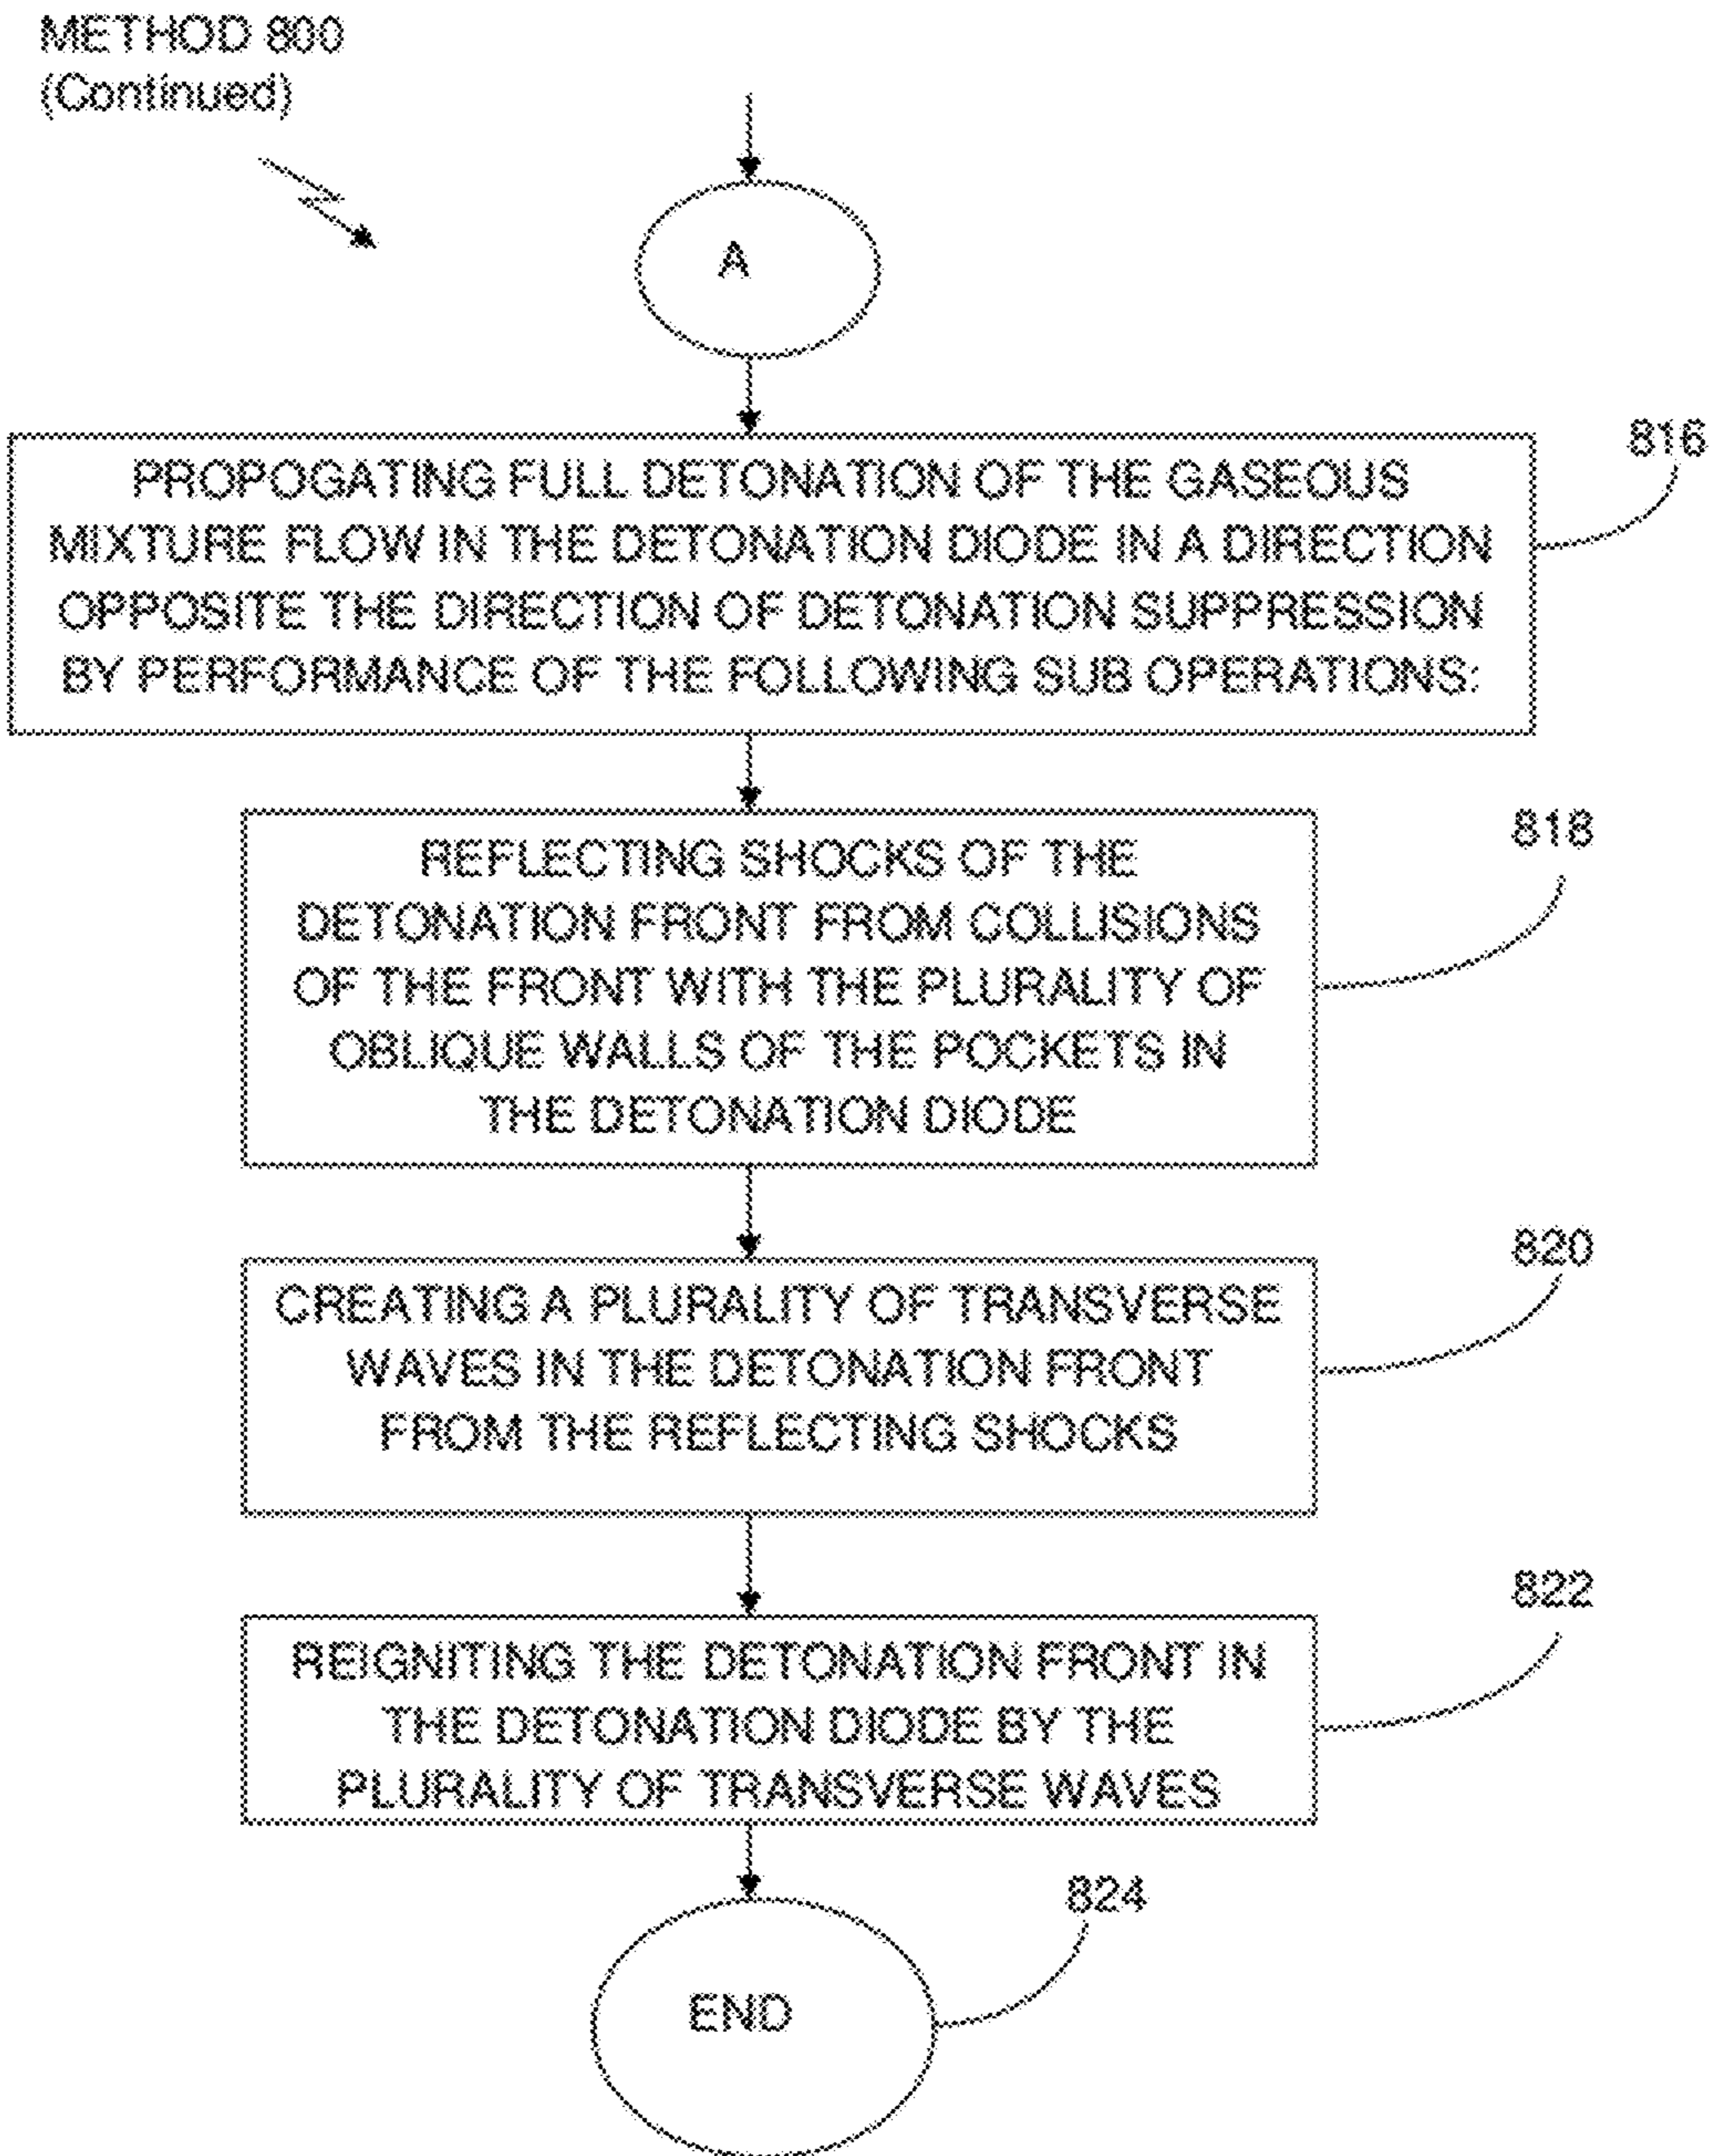 METHOD 800
(Continued)
A
816
PROPOGATING FULL DETONATION OF THE GASEOUS
MIXTURE FLOW IN THE DETONATION DIODE IN A DIRECTION
OPPOSITE THE DIRECTION OF DETONATION SUPPRESSION
BY PERFORMANCE OF THE FOLLOWING SUB OPERATIONS:
818
REFLECTING SHOCKS OF THE
DETONATION FRONT FROM COLLISIONS
OF THE FRONT WITH THE PLURALITY OF
OBLIQUE WALLS OF THE POCKETS IN
THE DETONATION DIODE
820
CREATING A PLURALITY OF TRANSVERSE
WAVES IN THE DETONATION FRONT
FROM THE REFLECTING SHOCKS
822
REIGNITING THE DETONATION FRONT IN
THE DETONATION DIODE BY THE
PLURALITY OF TRANSVERSE WAVES
824
END